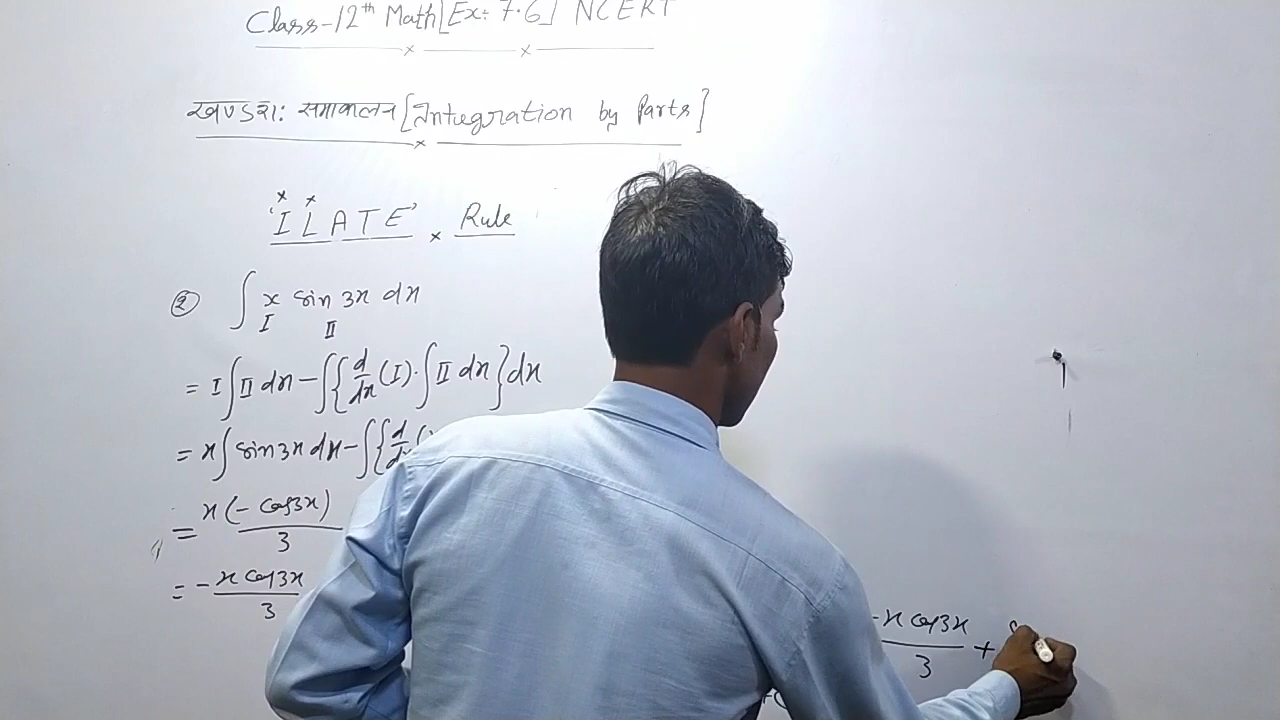 Class-12th Math[Ex:- 7.6] NCERT
खण्डशः समाकलन [Integration by Parts]
'ILATE' Rule
② ∫ x sin 3x dx
I II
= I ∫ II dx - ∫{ d/dx (I) · ∫ II dx } dx
= x ∫ sin3x dx - ∫{ d/dx (
= x (- cos3x) / 3
= - x cos3x / 3
- x cos3x / 3 +